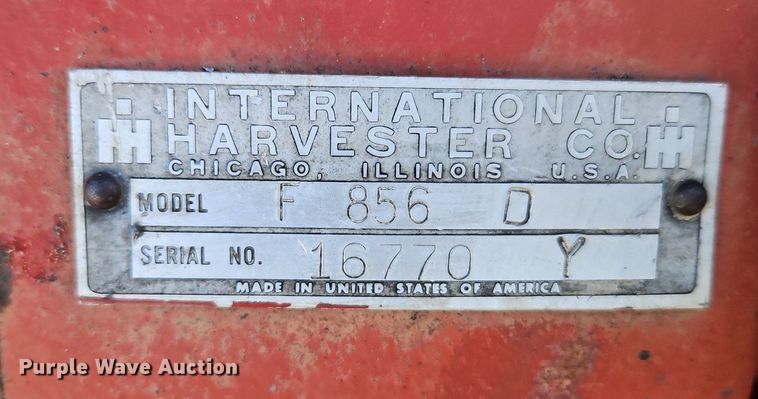 INTERNATIONAL
HARVESTER CO.
CHICAGO, ILLINOIS U.S.A.
MODEL F 856 D
SERIAL NO. 16770 Y
MADE IN UNITED STATES OF AMERICA
Purple Wave Auction